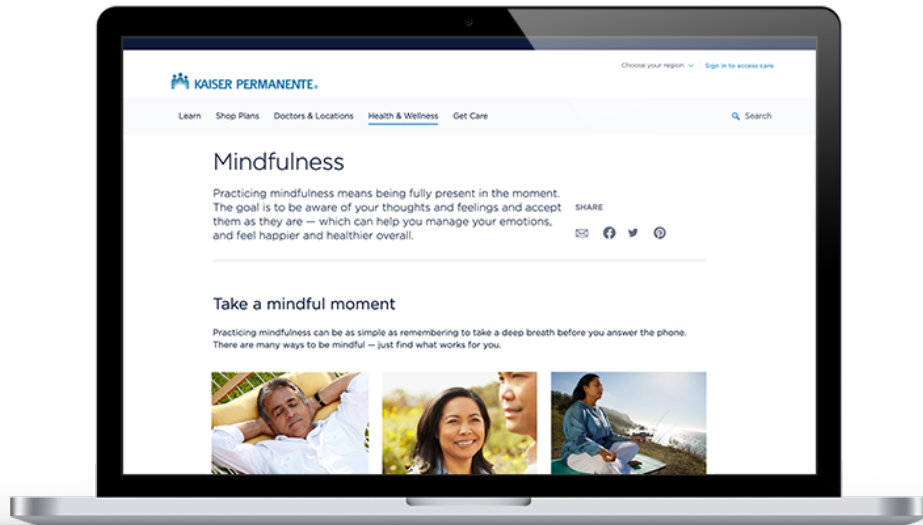 Choose your region
Sign in to access care
KAISER PERMANENTE®
Learn
Shop Plans
Doctors & Locations
Health & Wellness
Get Care
Search
Mindfulness
Practicing mindfulness means being fully present in the moment.
The goal is to be aware of your thoughts and feelings and accept
them as they are — which can help you manage your emotions,
and feel happier and healthier overall.
SHARE
Take a mindful moment
Practicing mindfulness can be as simple as remembering to take a deep breath before you answer the phone.
There are many ways to be mindful — just find what works for you.